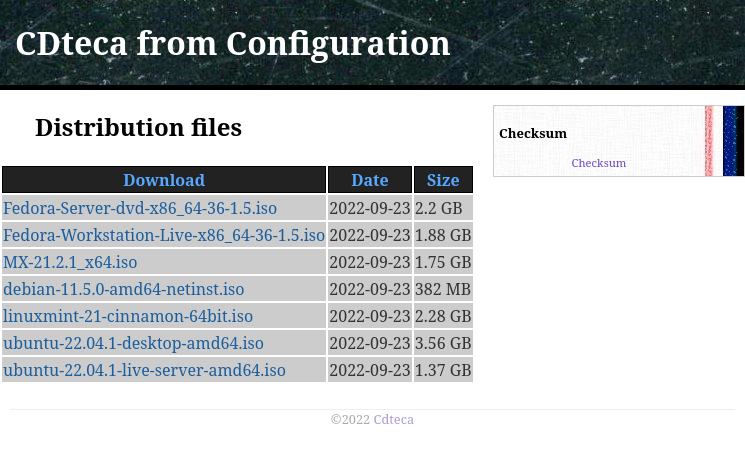 CDteca from Configuration
Distribution files
Download Date Size
Fedora-Server-dvd-x86_64-36-1.5.iso 2022-09-23 2.2 GB
Fedora-Workstation-Live-x86_64-36-1.5.iso 2022-09-23 1.88 GB
MX-21.2.1_x64.iso 2022-09-23 1.75 GB
debian-11.5.0-amd64-netinst.iso 2022-09-23 382 MB
linuxmint-21-cinnamon-64bit.iso 2022-09-23 2.28 GB
ubuntu-22.04.1-desktop-amd64.iso 2022-09-23 3.56 GB
ubuntu-22.04.1-live-server-amd64.iso 2022-09-23 1.37 GB
Checksum
Checksum
©2022 Cdteca